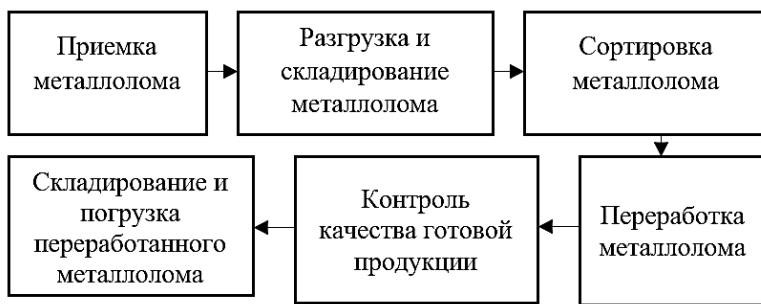 Приемка
металлолома
Разгрузка и
складирование
металлолома
Сортировка
металлолома
Переработка
металлолома
Контроль
качества готовой
продукции
Складирование и
погрузка
переработанного
металлолома